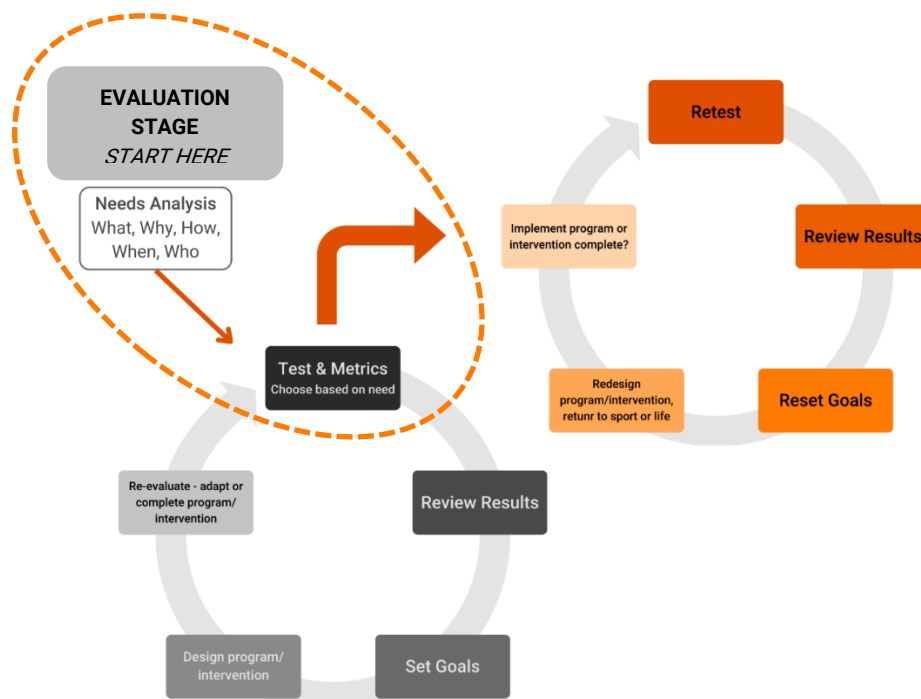 EVALUATION
STAGE
START HERE
Needs Analysis
What, Why, How,
When, Who
Test & Metrics
Choose based on need
Review Results
Set Goals
Design program/
intervention
Re-evaluate - adapt or
complete program/
intervention
Retest
Review Results
Reset Goals
Redesign
program/intervention,
retunr to sport or life
Implement program or
intervention complete?